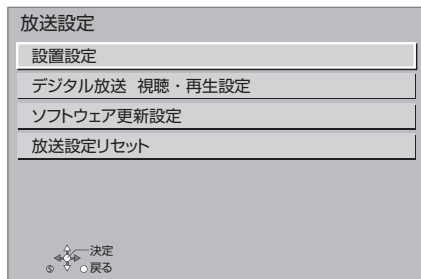 放送設定
設置設定
デジタル放送 視聴・再生設定
ソフトウェア更新設定
放送設定リセット
決定
Ⓢ 戻る